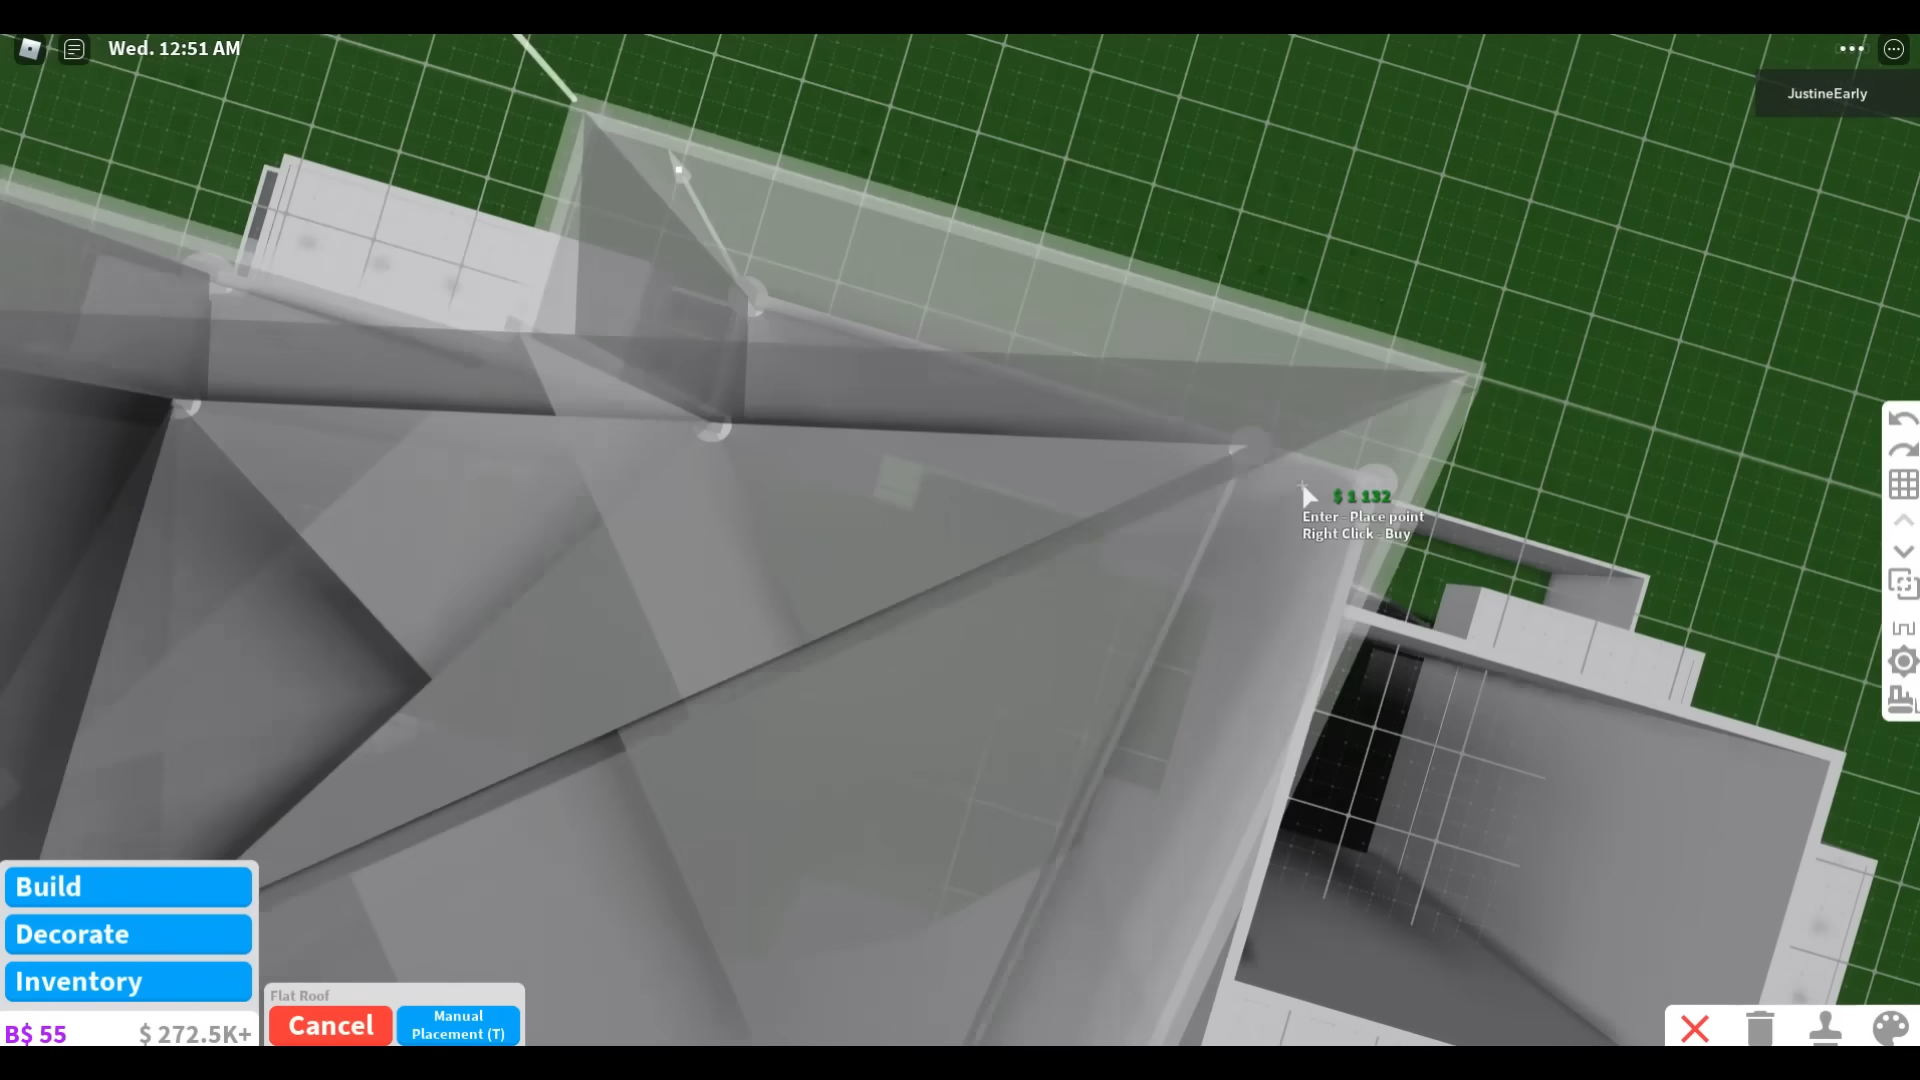 Wed. 12:51 AM
JustineEarly
$ 1 132
Enter - Place point
Right Click - Buy
Build
Decorate
Inventory
B$ 55
$ 272.5K+
Flat Roof
Cancel
Manual
Placement (T)